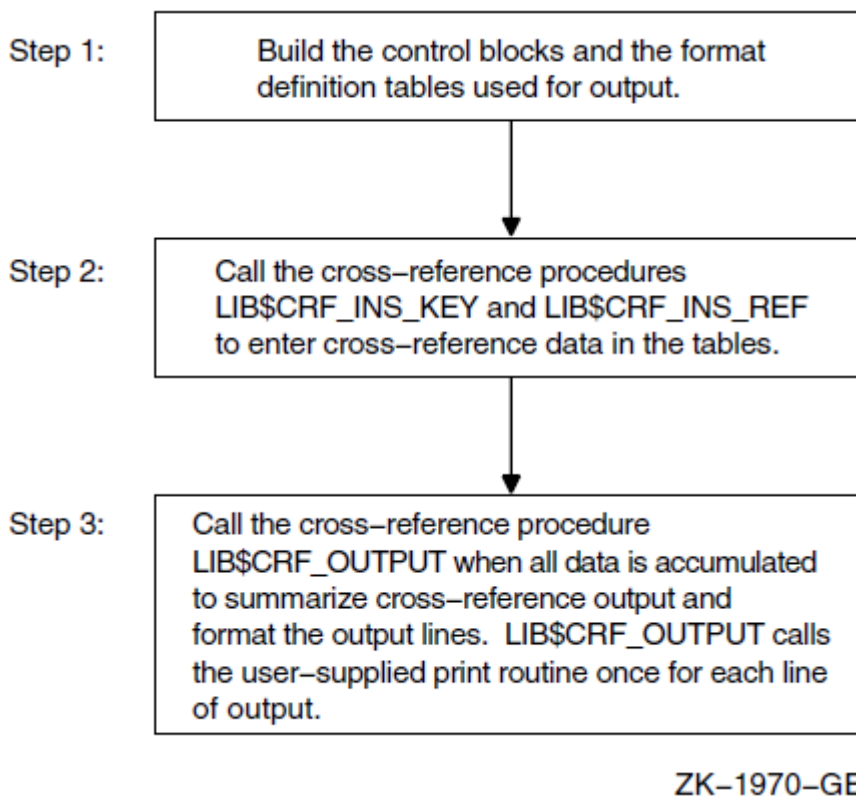 Step 1:
Build the control blocks and the format
definition tables used for output.
Step 2:
Call the cross−reference procedures
LIB$CRF_INS_KEY and LIB$CRF_INS_REF
to enter cross−reference data in the tables.
Step 3:
Call the cross−reference procedure
LIB$CRF_OUTPUT when all data is accumulated
to summarize cross−reference output and
format the output lines. LIB$CRF_OUTPUT calls
the user−supplied print routine once for each line
of output.
ZK−1970−GE